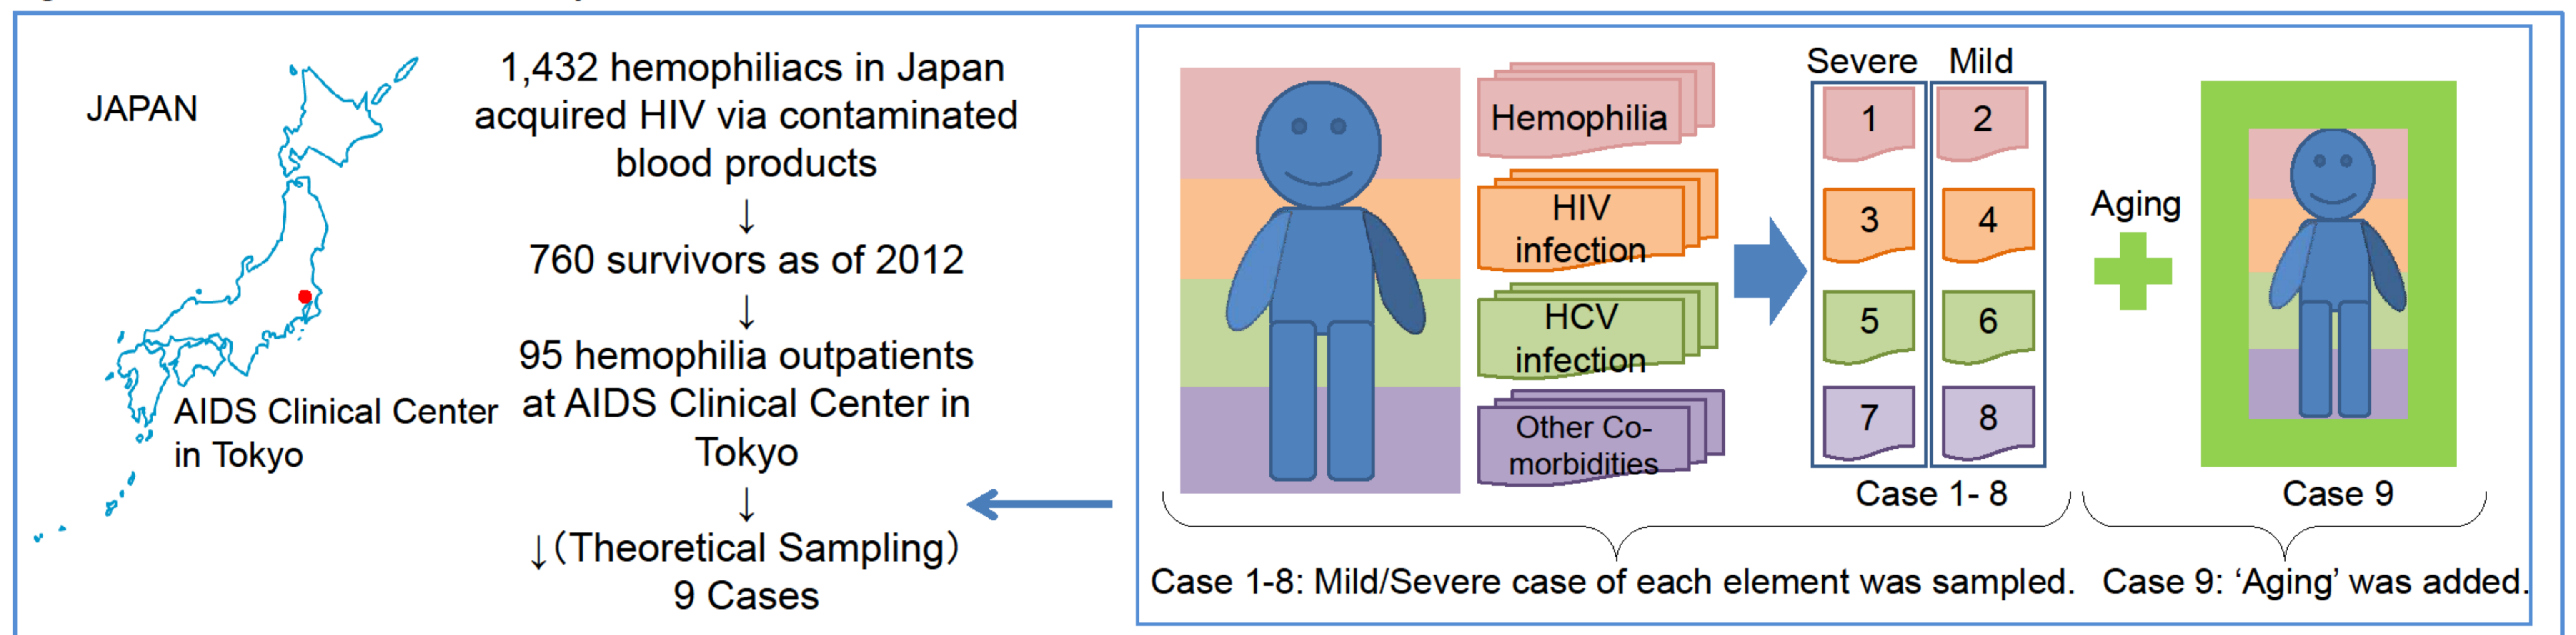 JAPAN
AIDS Clinical Center
in Tokyo
1,432 hemophiliacs in Japan
acquired HIV via contaminated
blood products
↓
760 survivors as of 2012
↓
95 hemophilia outpatients
at AIDS Clinical Center in
Tokyo
↓
↓(Theoretical Sampling)
9 Cases
Hemophilia
HIV
infection
HCV
infection
Other Co-
morbidities
Severe Mild
1 2
3 4
5 6
7 8
Case 1- 8
Aging
Case 9
Case 1-8: Mild/Severe case of each element was sampled.
Case 9: ‘Aging’ was added.